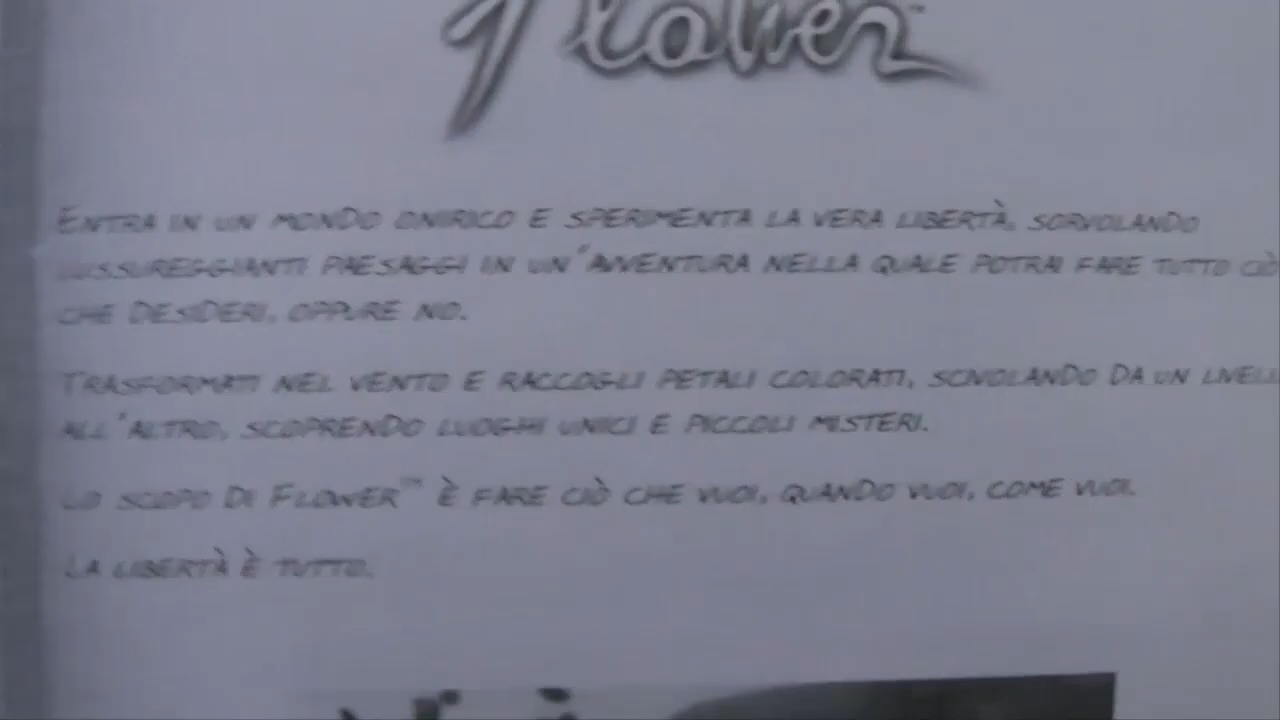 Flower
ENTRA IN UN MONDO ONIRICO E SPERIMENTA LA VERA LIBERTÀ, SORVOLANDO
LUSSUREGGIANTI PAESAGGI IN UN'AVVENTURA NELLA QUALE POTRAI FARE TUTTO CIÒ
CHE DESIDERI, OPPURE NO.
TRASFORMATI NEL VENTO E RACCOGLI PETALI COLORATI, SCIVOLANDO DA UN
ALL'ALTRO, SCOPRENDO LUOGHI UNICI E PICCOLI MISTERI.
LO SCOPO DI FLOWER™ È FARE CIÒ CHE VUOI, QUANDO VUOI, COME VUOI.
LA LIBERTÀ È TUTTO.